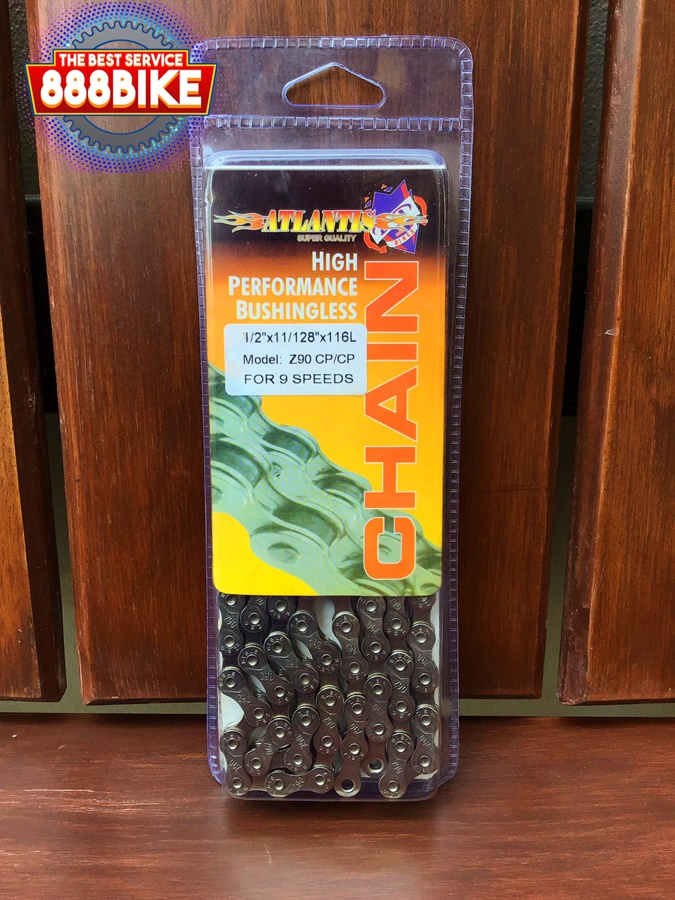 THE BEST SERVICE
888BIKE
ATLANTIS
SUPER QUALITY
HIGH
PERFORMANCE
BUSHINGLESS
CHAIN
1/2"x11/128"x116L
Model: Z90 CP/CP
FOR 9 SPEEDS
Z90